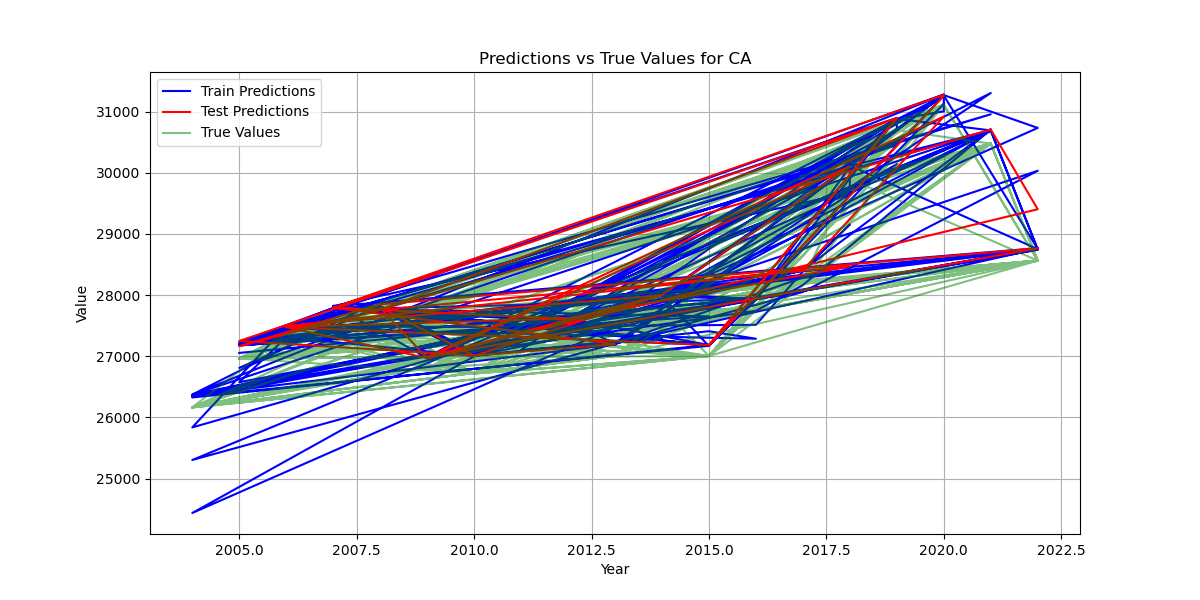 Predictions vs True Values for CA
Train Predictions
Test Predictions
True Values
31000
30000
29000
28000
27000
26000
25000
Value
2005.0 2007.5 2010.0 2012.5 2015.0 2017.5 2020.0 2022.5
Year